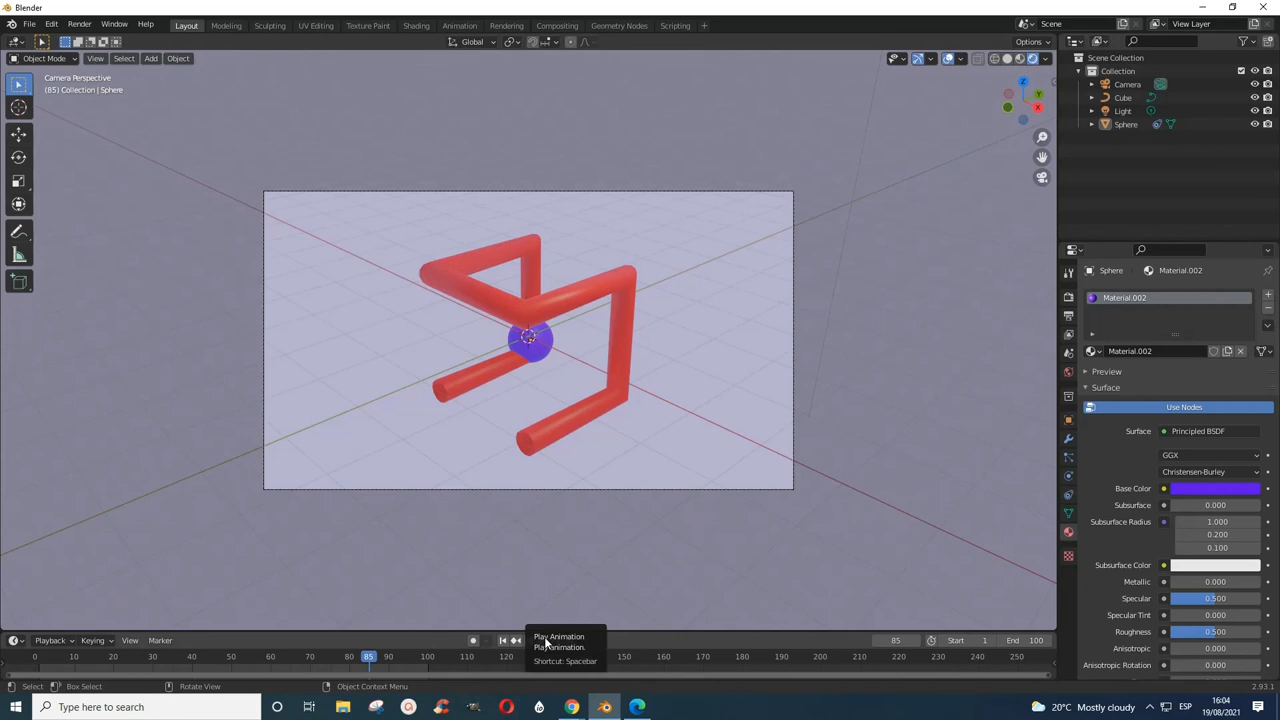 Blender
File Edit Render Window Help Layout Modeling Sculpting UV Editing Texture Paint Shading Animation Rendering Compositing Geometry Nodes Scripting + Scene View Layer
Global Options
Object Mode View Select Add Object
Camera Perspective
(85) Collection | Sphere
Z
Y
X
Scene Collection
Collection
Camera
Cube
Light
Sphere
Sphere Material.002
Material.002
Material.002
Preview
Surface
Use Nodes
Surface Principled BSDF
GGX
Christensen-Burley
Base Color
Subsurface 0.000
Subsurface Radius 1.000
0.200
0.100
Subsurface Color
Metallic 0.000
Specular 0.500
Specular Tint 0.000
Roughness 0.500
Anisotropic 0.000
Anisotropic Rotation 0.000
Play Animation
Play animation.
Shortcut: Spacebar
Playback Keying View Marker 85 Start 1 End 100
0 10 20 30 40 50 60 70 80 85 90 100 110 120 130 140 150 160 170 180 190 200 210 220 230 240 250
Select Box Select Rotate View Object Context Menu 2.93.1
Type here to search
20°C Mostly cloudy ESP
16:04
19/08/2021